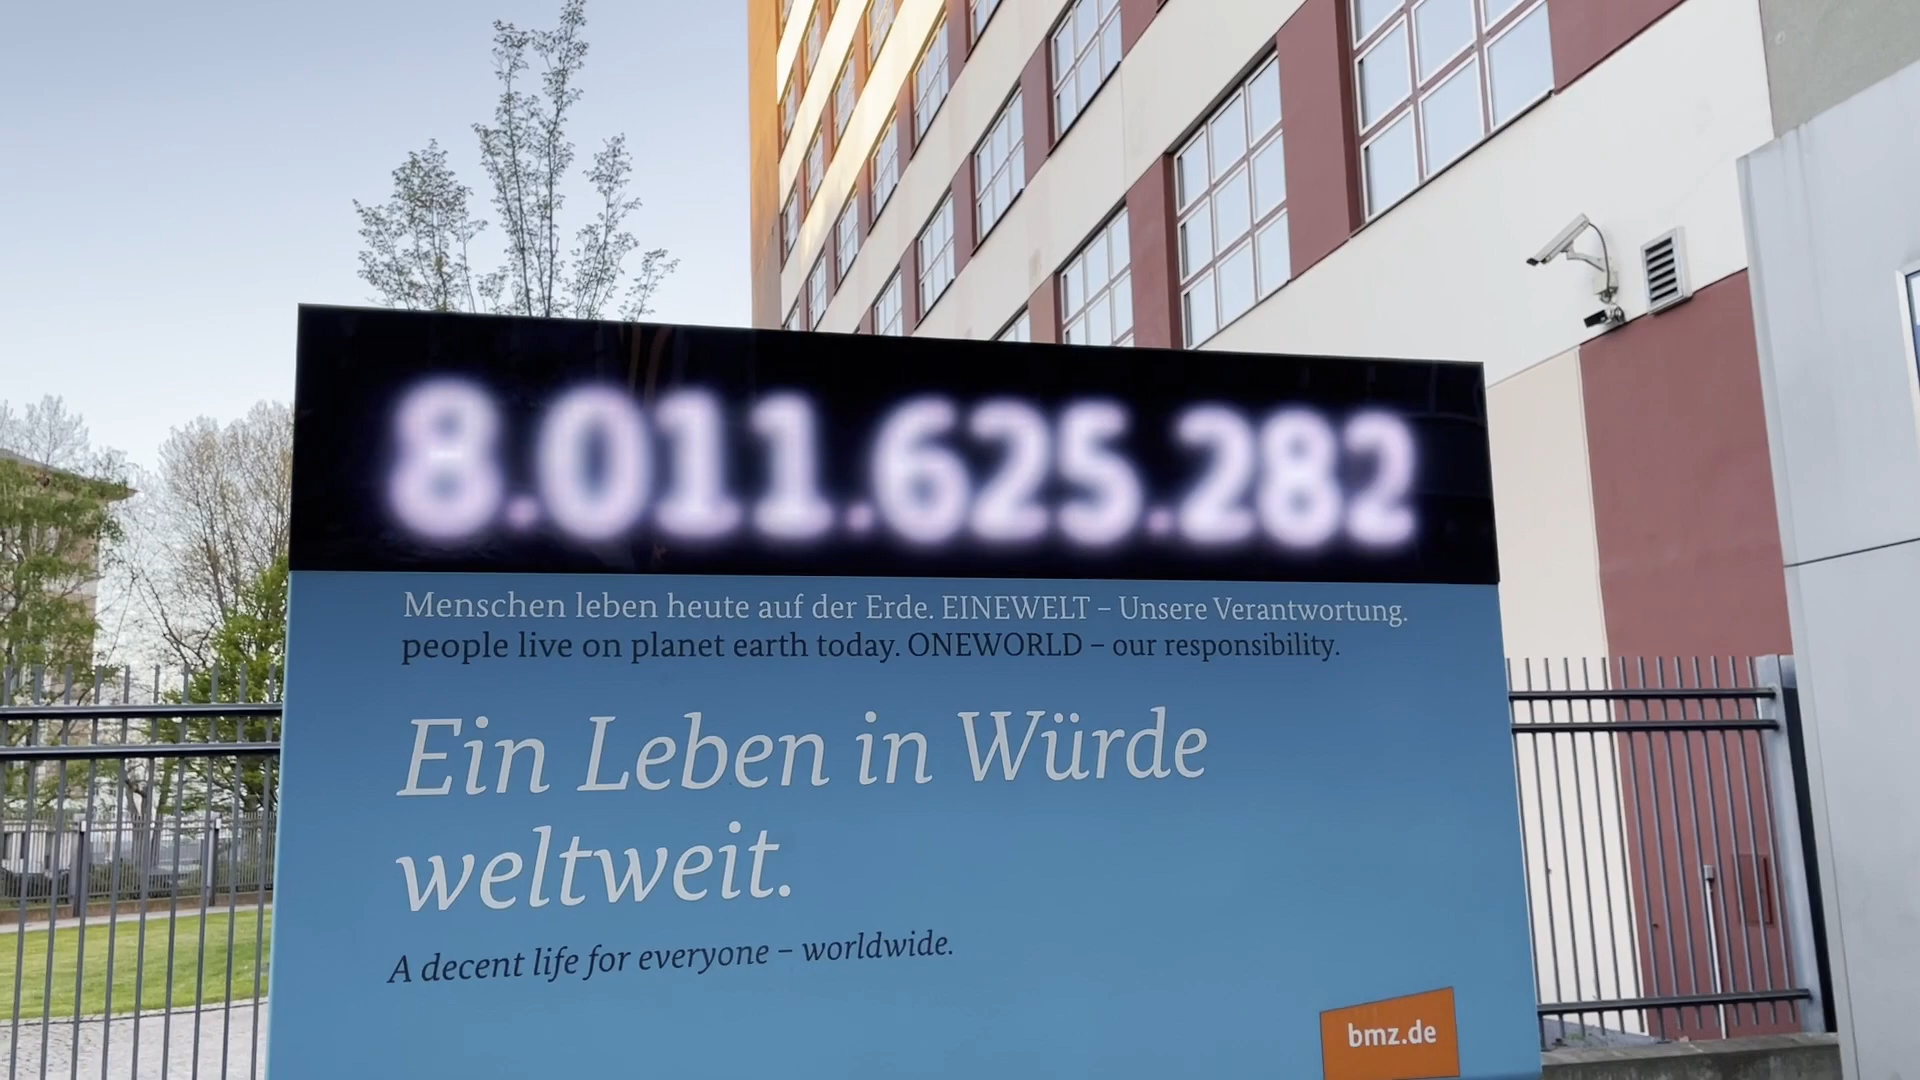 8.011.625.282
Menschen leben heute auf der Erde. EINEWELT – Unsere Verantwortung.
people live on planet earth today. ONEWORLD – our responsibility.
Ein Leben in Würde
weltweit.
A decent life for everyone – worldwide.
bmz.de